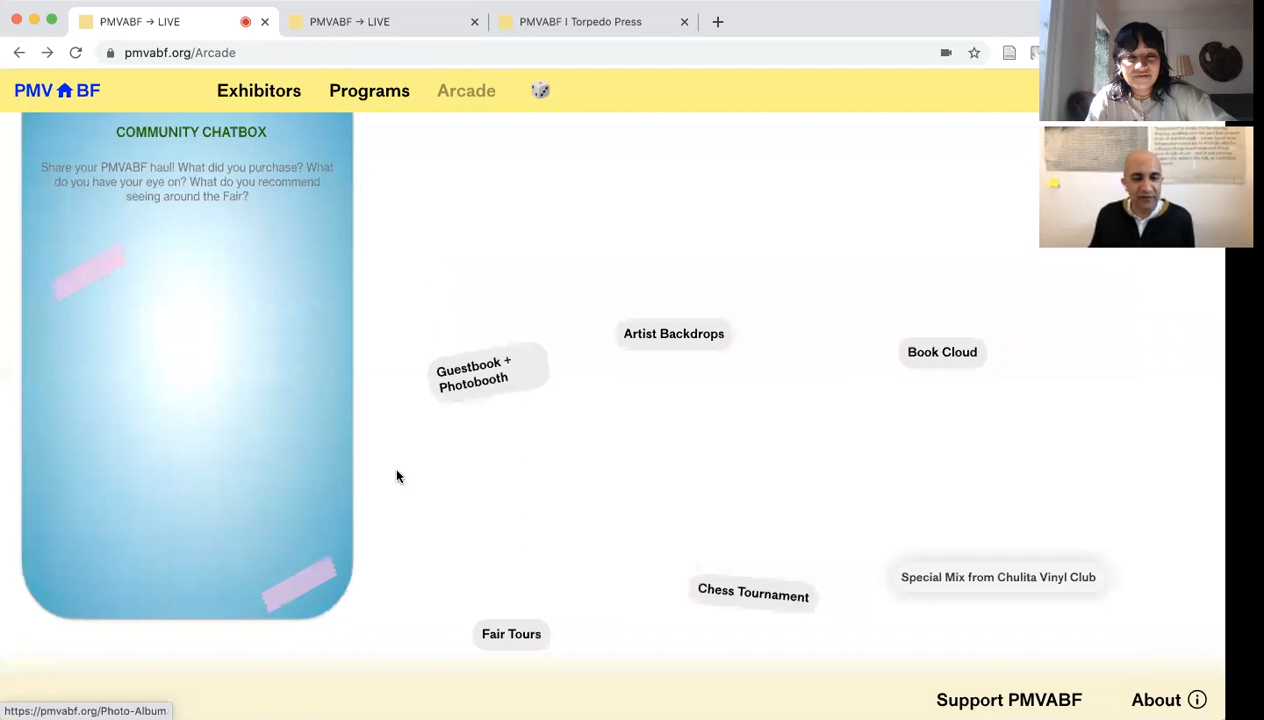 PMVABF → LIVE
PMVABF → LIVE
PMVABF I Torpedo Press
pmvabf.org/Arcade
PMV BF
Exhibitors
Programs
Arcade
COMMUNITY CHATBOX
Share your PMVABF haul! What did you purchase? What
do you have your eye on? What do you recommend
seeing around the Fair?
Artist Backdrops
Book Cloud
Guestbook +
Photobooth
Special Mix from Chulita Vinyl Club
Chess Tournament
Fair Tours
Support PMVABF
About
https://pmvabf.org/Photo-Album